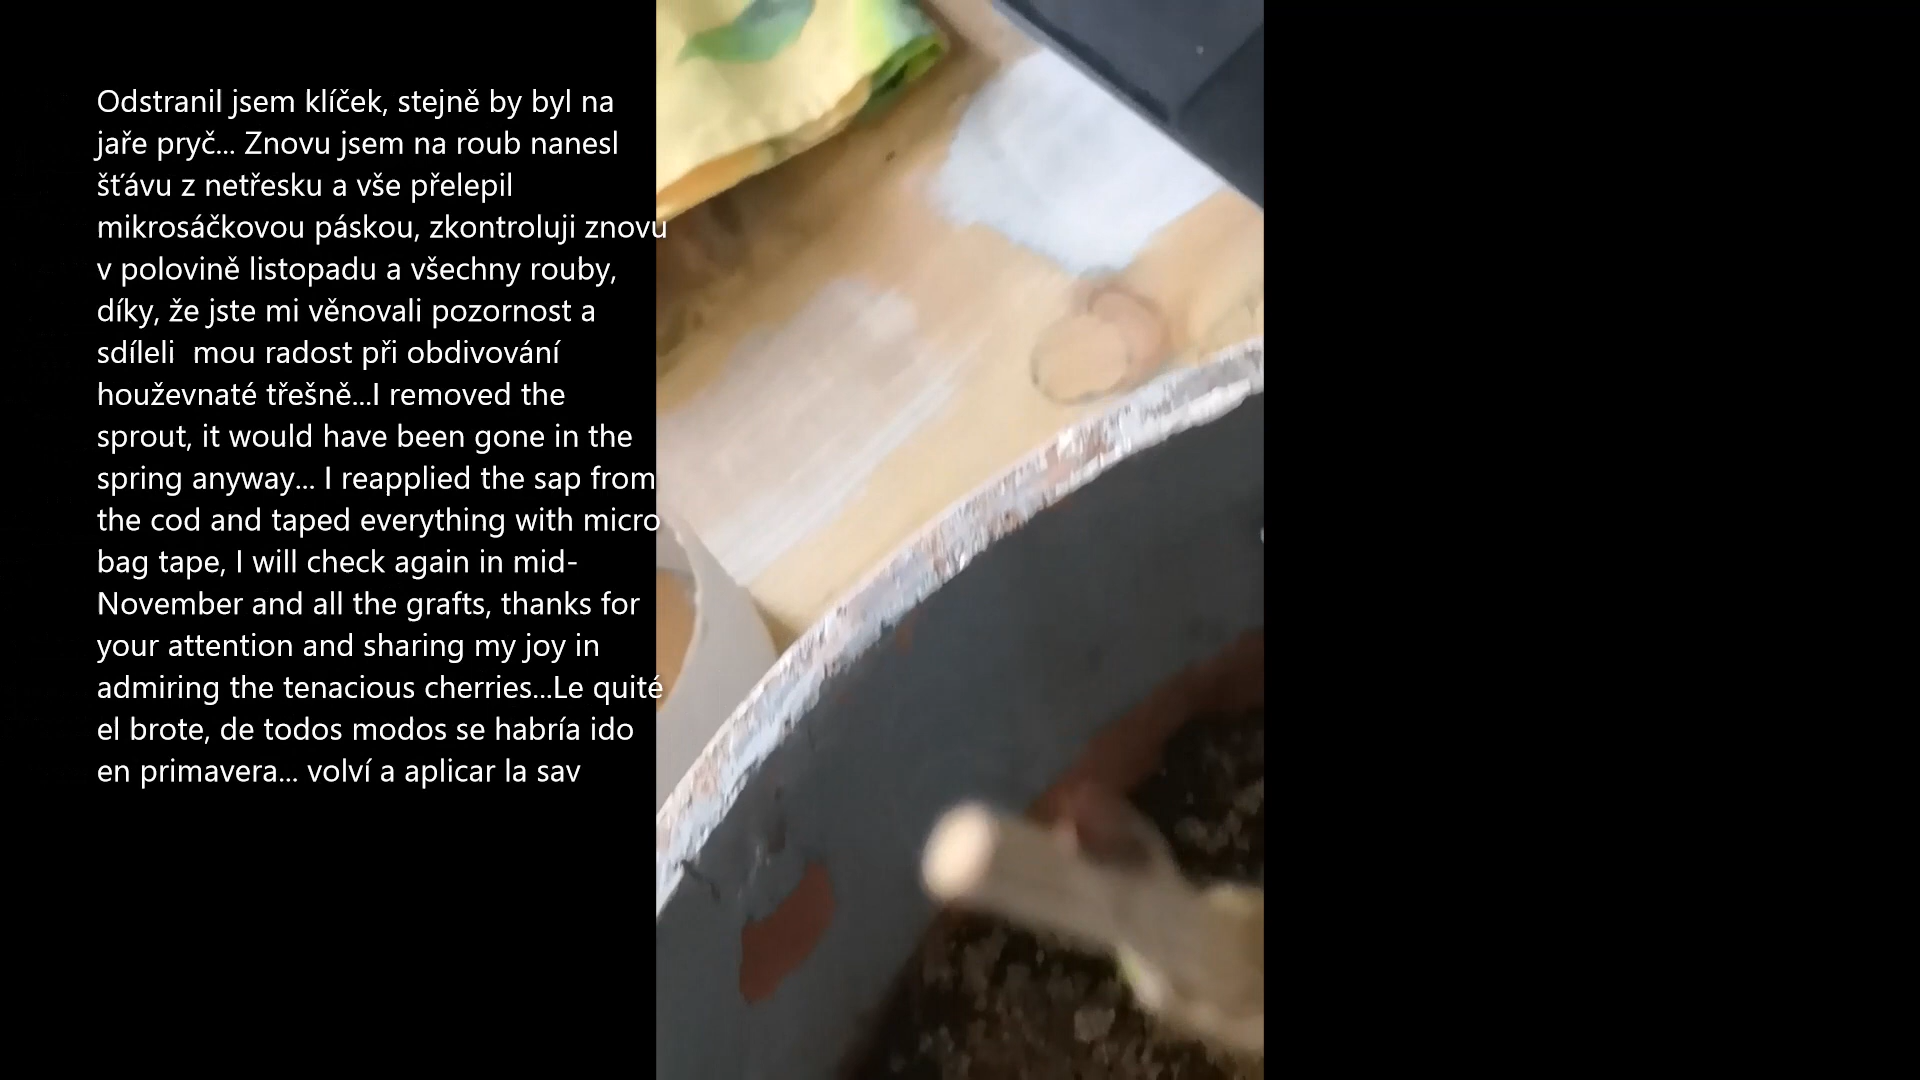 Odstranil jsem klíček, stejně by byl na
jaře pryč... Znovu jsem na roub nanesl
šťávu z netřesku a vše přelepil
mikrosáčkovou páskou, zkontroluji znovu
v polovině listopadu a všechny rouby,
díky, že jste mi věnovali pozornost a
sdíleli  mou radost při obdivování
houževnaté třešně...I removed the
sprout, it would have been gone in the
spring anyway... I reapplied the sap from
the cod and taped everything with micro
bag tape, I will check again in mid-
November and all the grafts, thanks for
your attention and sharing my joy in
admiring the tenacious cherries...Le quité
el brote, de todos modos se habría ido
en primavera... volví a aplicar la sav